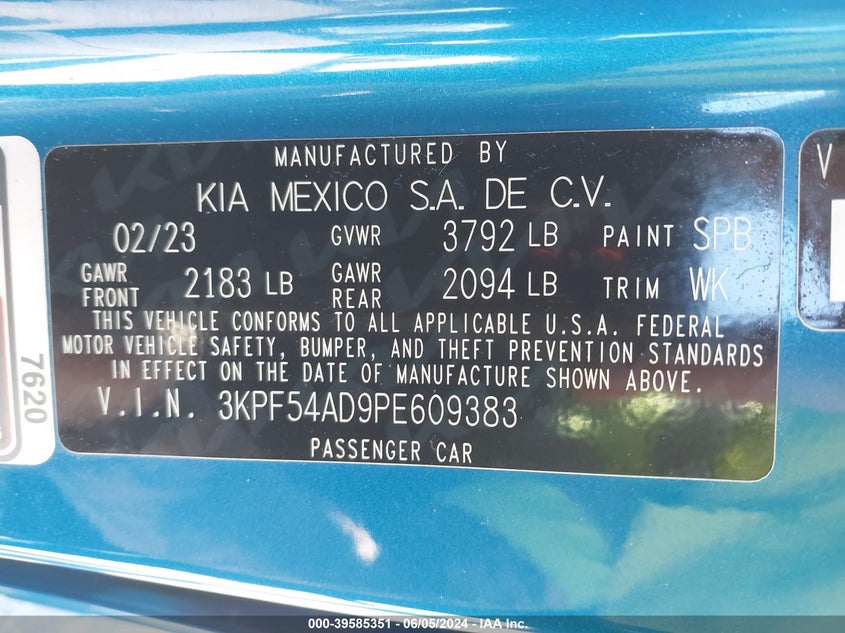 MANUFACTURED BY
KIA MEXICO S.A. DE C.V.
02/23 GVWR 3792 LB PAINT SPB
GAWR FRONT 2183 LB GAWR REAR 2094 LB TRIM WK
THIS VEHICLE CONFORMS TO ALL APPLICABLE U.S.A. FEDERAL
MOTOR VEHICLE SAFETY, BUMPER, AND THEFT PREVENTION STANDARDS
IN EFFECT ON THE DATE OF MANUFACTURE SHOWN ABOVE.
V.I.N. 3KPF54AD9PE609383
PASSENGER CAR
7620
V
000-39585351 - 06/05/2024 - © IAA Inc.